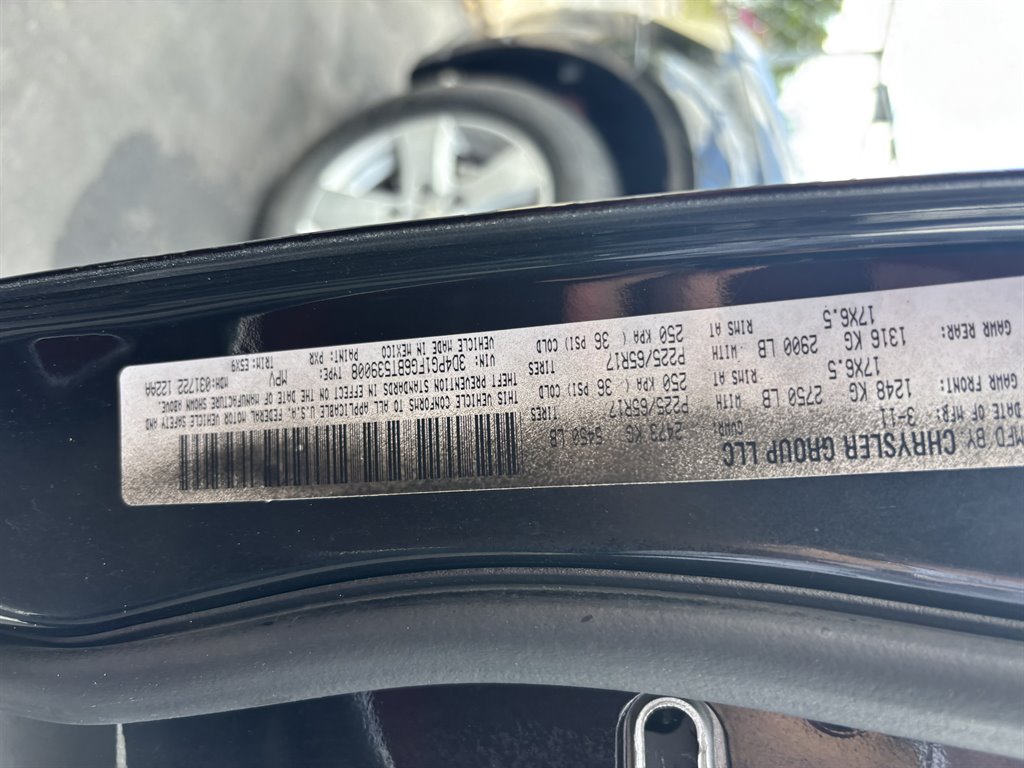 MFD BY CHRYSLER GROUP LLC
DATE OF MFR: 3-11 GVWR: 2473 KG 5450 LB
GAWR FRONT: WITH TIRES
1248 KG 2750 LB P225/65R17
17X6.5 RIMS AT 250 KPA ( 36 PSI) COLD
GAWR REAR: WITH P225/65R17
1316 KG 2900 LB
17X6.5 RIMS AT 250 KPA ( 36 PSI) COLD
THIS VEHICLE CONFORMS TO ALL APPLICABLE U.S.A. FEDERAL MOTOR VEHICLE SAFETY AND
THEFT PREVENTION STANDARDS IN EFFECT ON THE DATE OF MANUFACTURE SHOWN ABOVE
VIN: TYPE: MPV MDH:031722 122AA
VEHICLE MADE IN MEXICO PAINT: PXR TRIM:E5X9